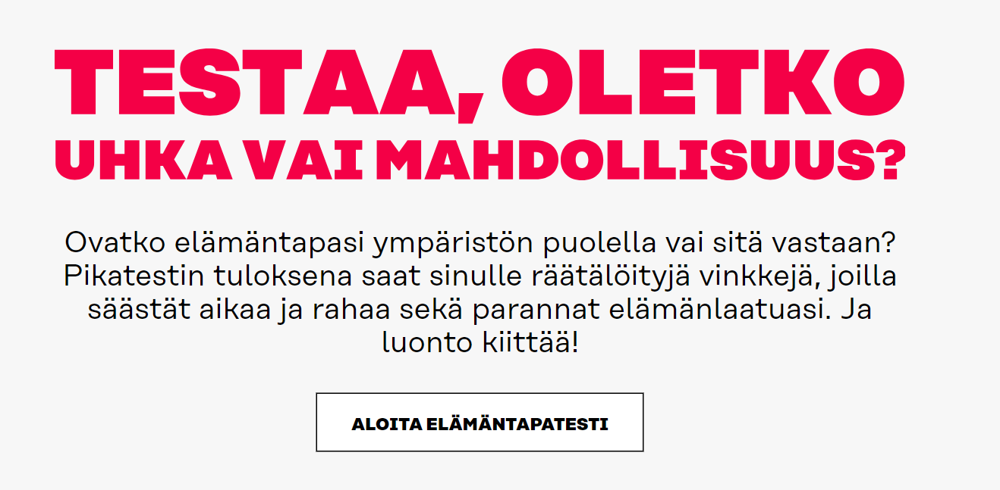 TESTAA, OLETKO
UHKA VAI MAHDOLLISUUS?
Ovatko elämäntapasi ympäristön puolella vai sitä vastaan?
Pikatestin tuloksena saat sinulle räätälöityjä vinkkejä, joilla
säästät aikaa ja rahaa sekä parannat elämänlaatuasi. Ja
luonto kiittää!
ALOITA ELÄMÄNTAPATESTI